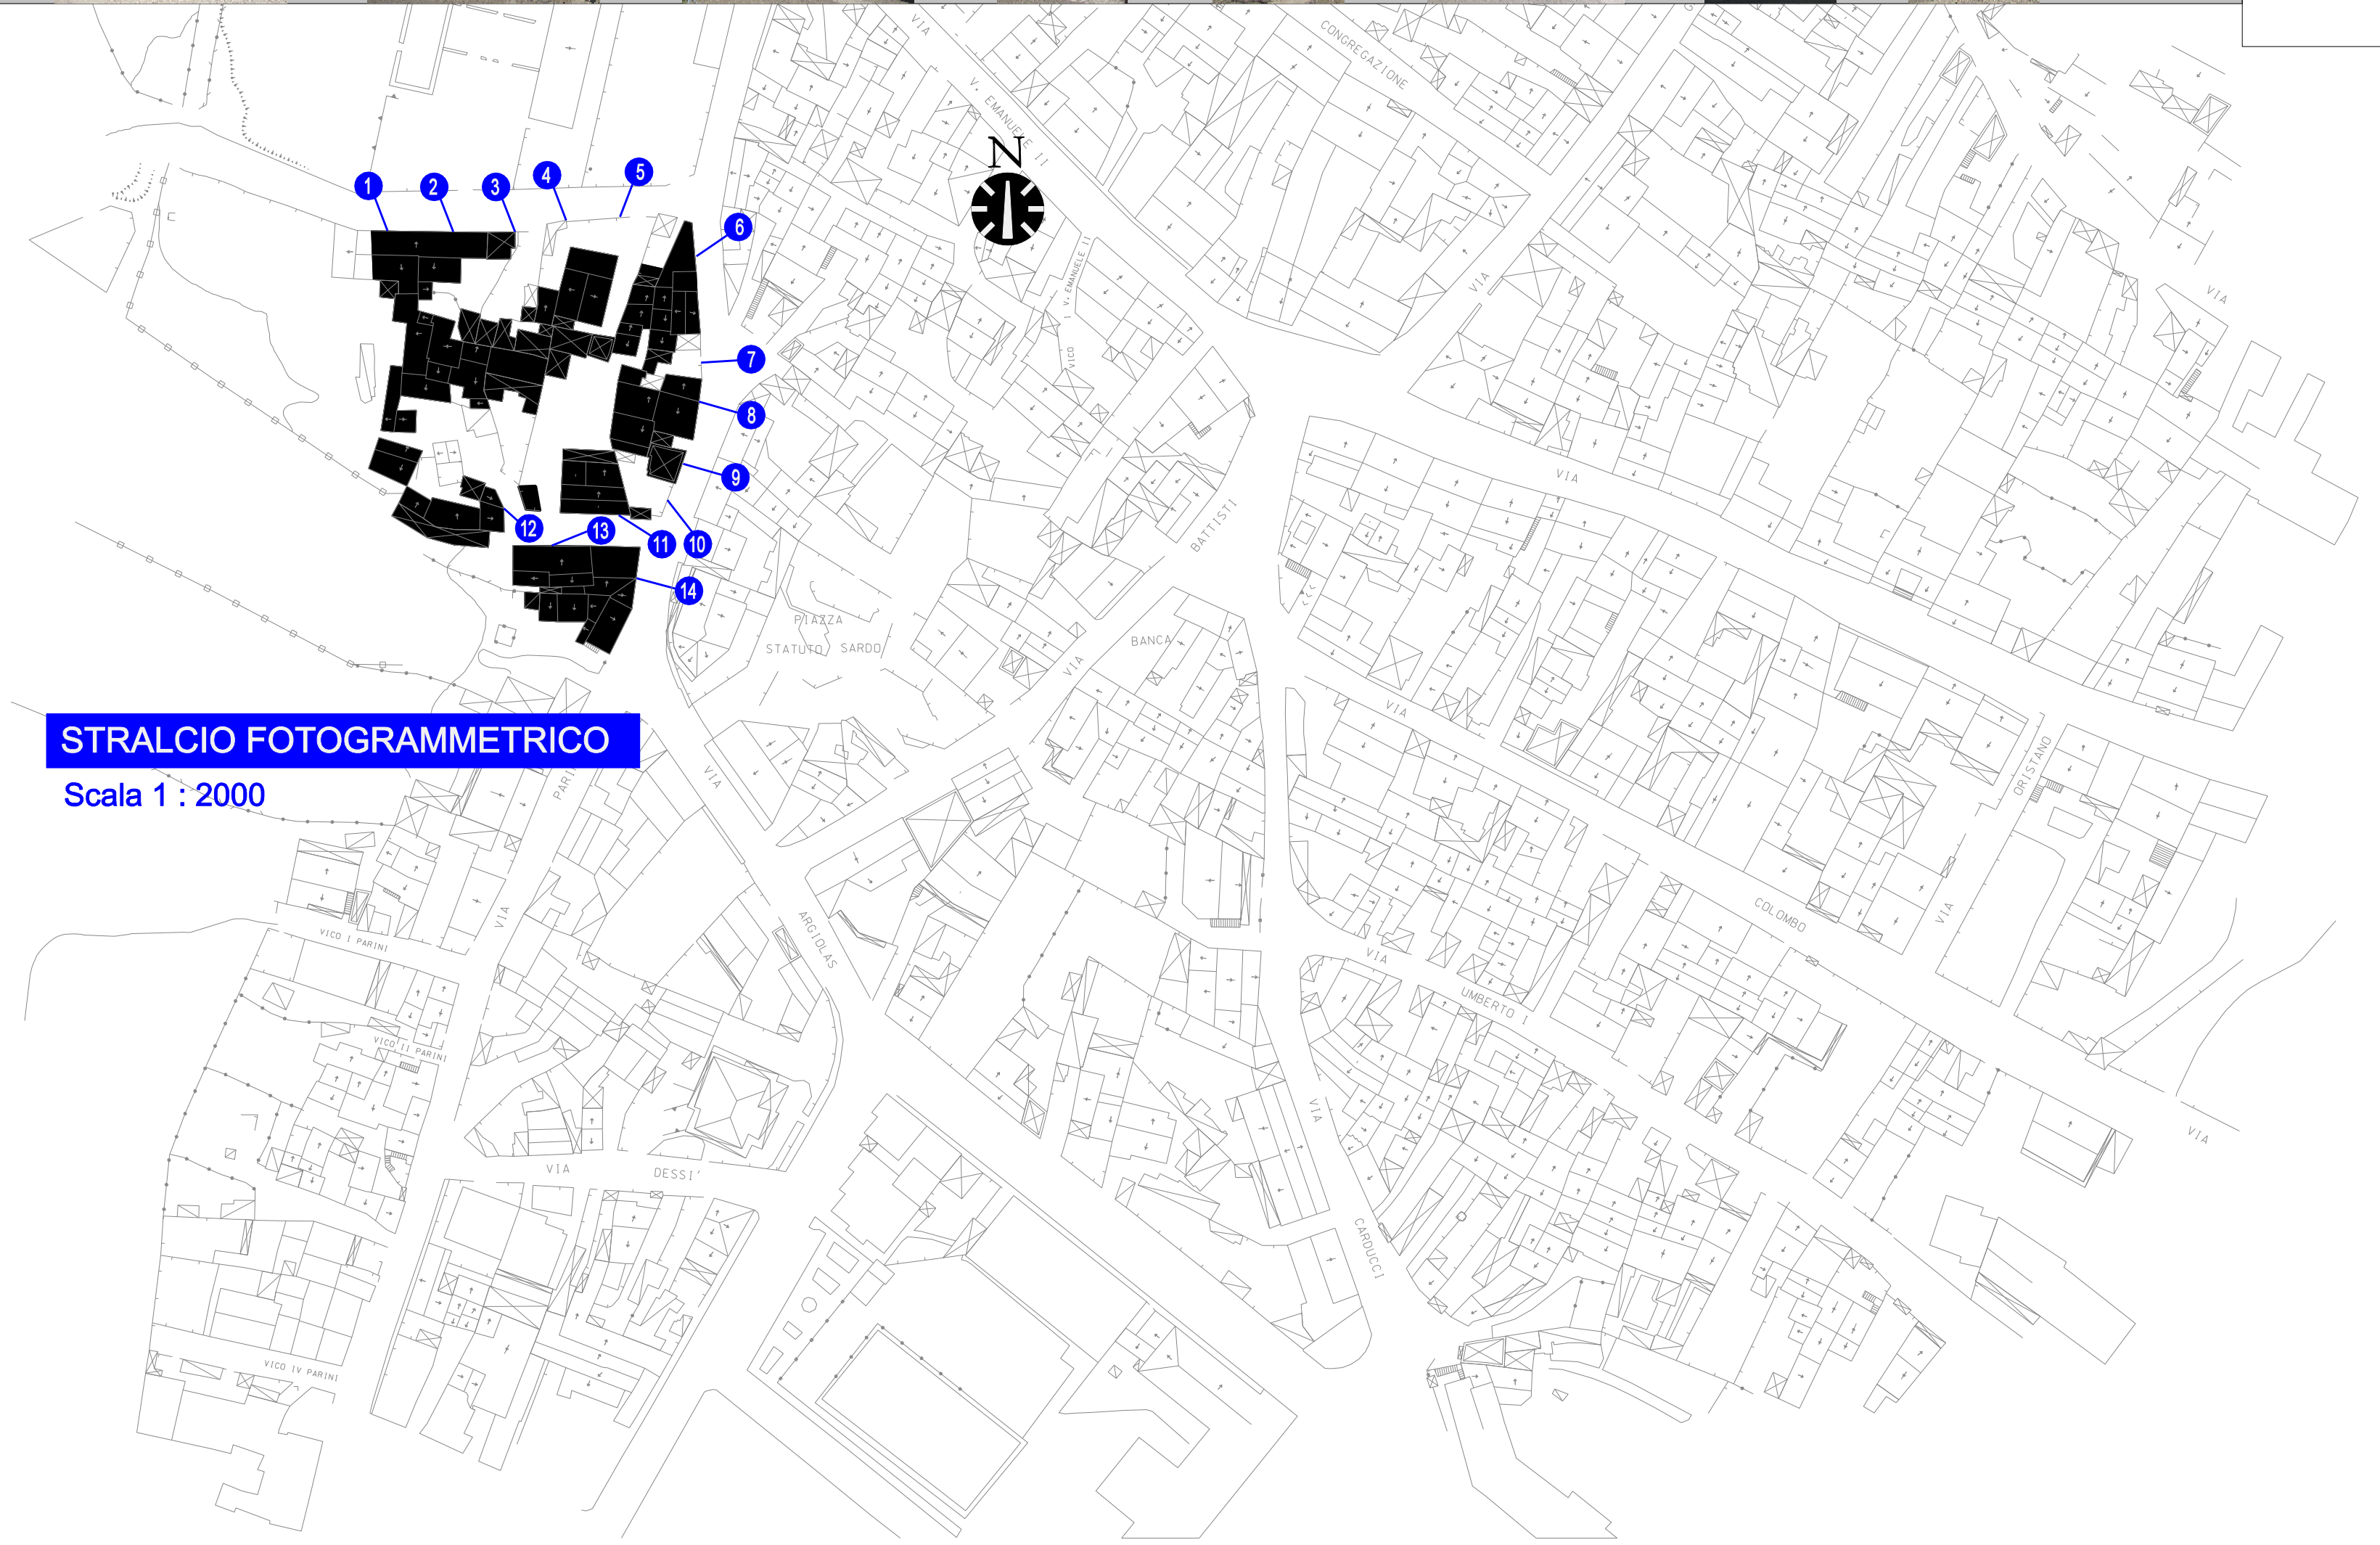 VIA
V. EMANUELE II
CONGREGAZIONE
N
1
2
3
4
5
6
7
8
9
10
11
12
13
14
VICO
I V. EMANUELE II
VIA
VIA
VIA
BATTISTI
VIA
BANCA
PIAZZA
STATUTO SARDO
VIA
STRALCIO FOTOGRAMMETRICO
Scala 1 : 2000
VIA
ARGIOLAS
VIA
COLOMBO
VIA
ORISTANO
VIA
VICO I PARINI
VICO II PARINI
VIA
UMBERTO I
VIA
VIA
DESSI'
VIA
CARDUCCI
VICO IV PARINI